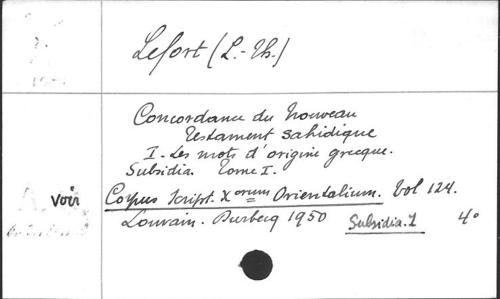 Lefort (L.-Th.)
Concordance du Nouveau
Testament sahidique
I. Les mots d'origine grecque.
Subsidia. Tome I.
Voir Corpus Script. Xorum Orientalium. Vol 124.
Louvain. Durbecq 1950 Subsidia. 1 4°